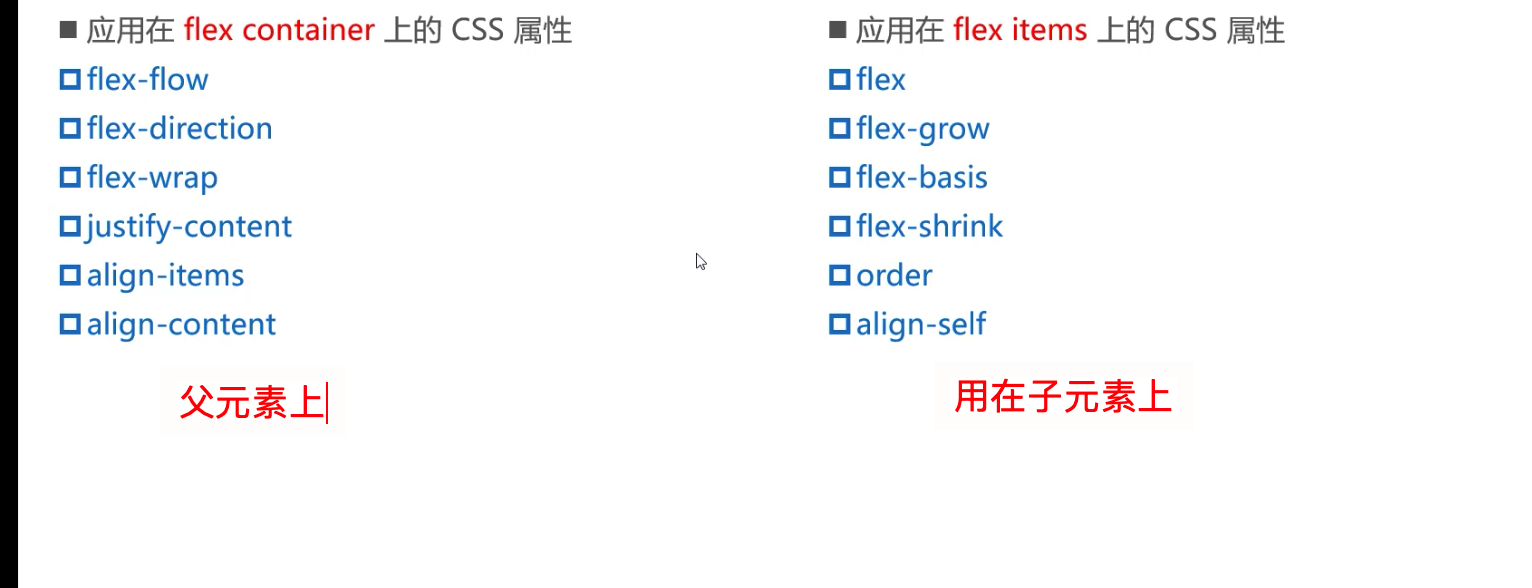 ■ 应用在 flex container 上的 CSS 属性
flex-flow
flex-direction
flex-wrap
justify-content
align-items
align-content
父元素上
■ 应用在 flex items 上的 CSS 属性
flex
flex-grow
flex-basis
flex-shrink
order
align-self
用在子元素上